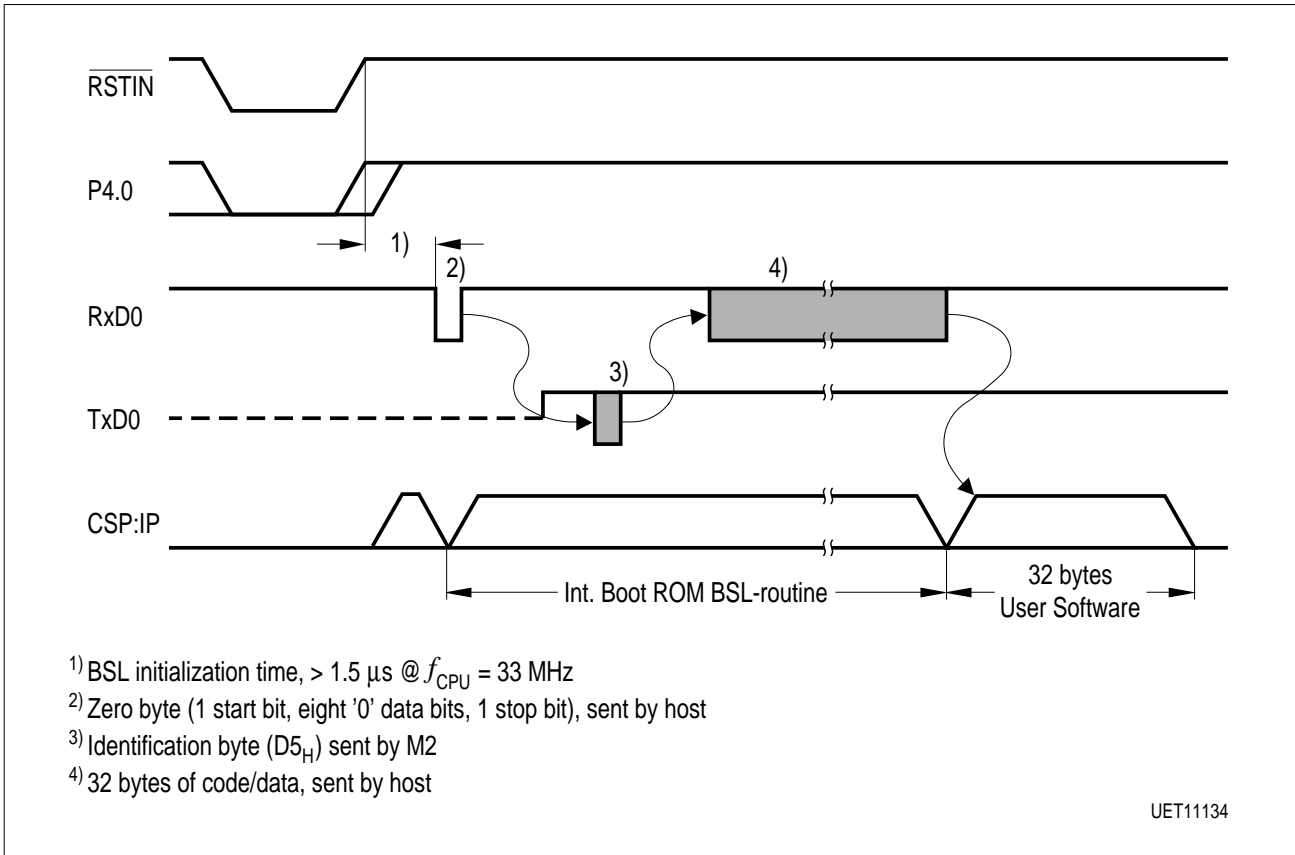 RSTIN
P4.0
1)
2)
4)
RxD0
3)
TxD0
CSP:IP
Int. Boot ROM BSL-routine
32 bytes
User Software
1) BSL initialization time, > 1.5 μs @ fCPU = 33 MHz
2) Zero byte (1 start bit, eight ’0’ data bits, 1 stop bit), sent by host
3) Identification byte (D5H) sent by M2
4) 32 bytes of code/data, sent by host
UET11134